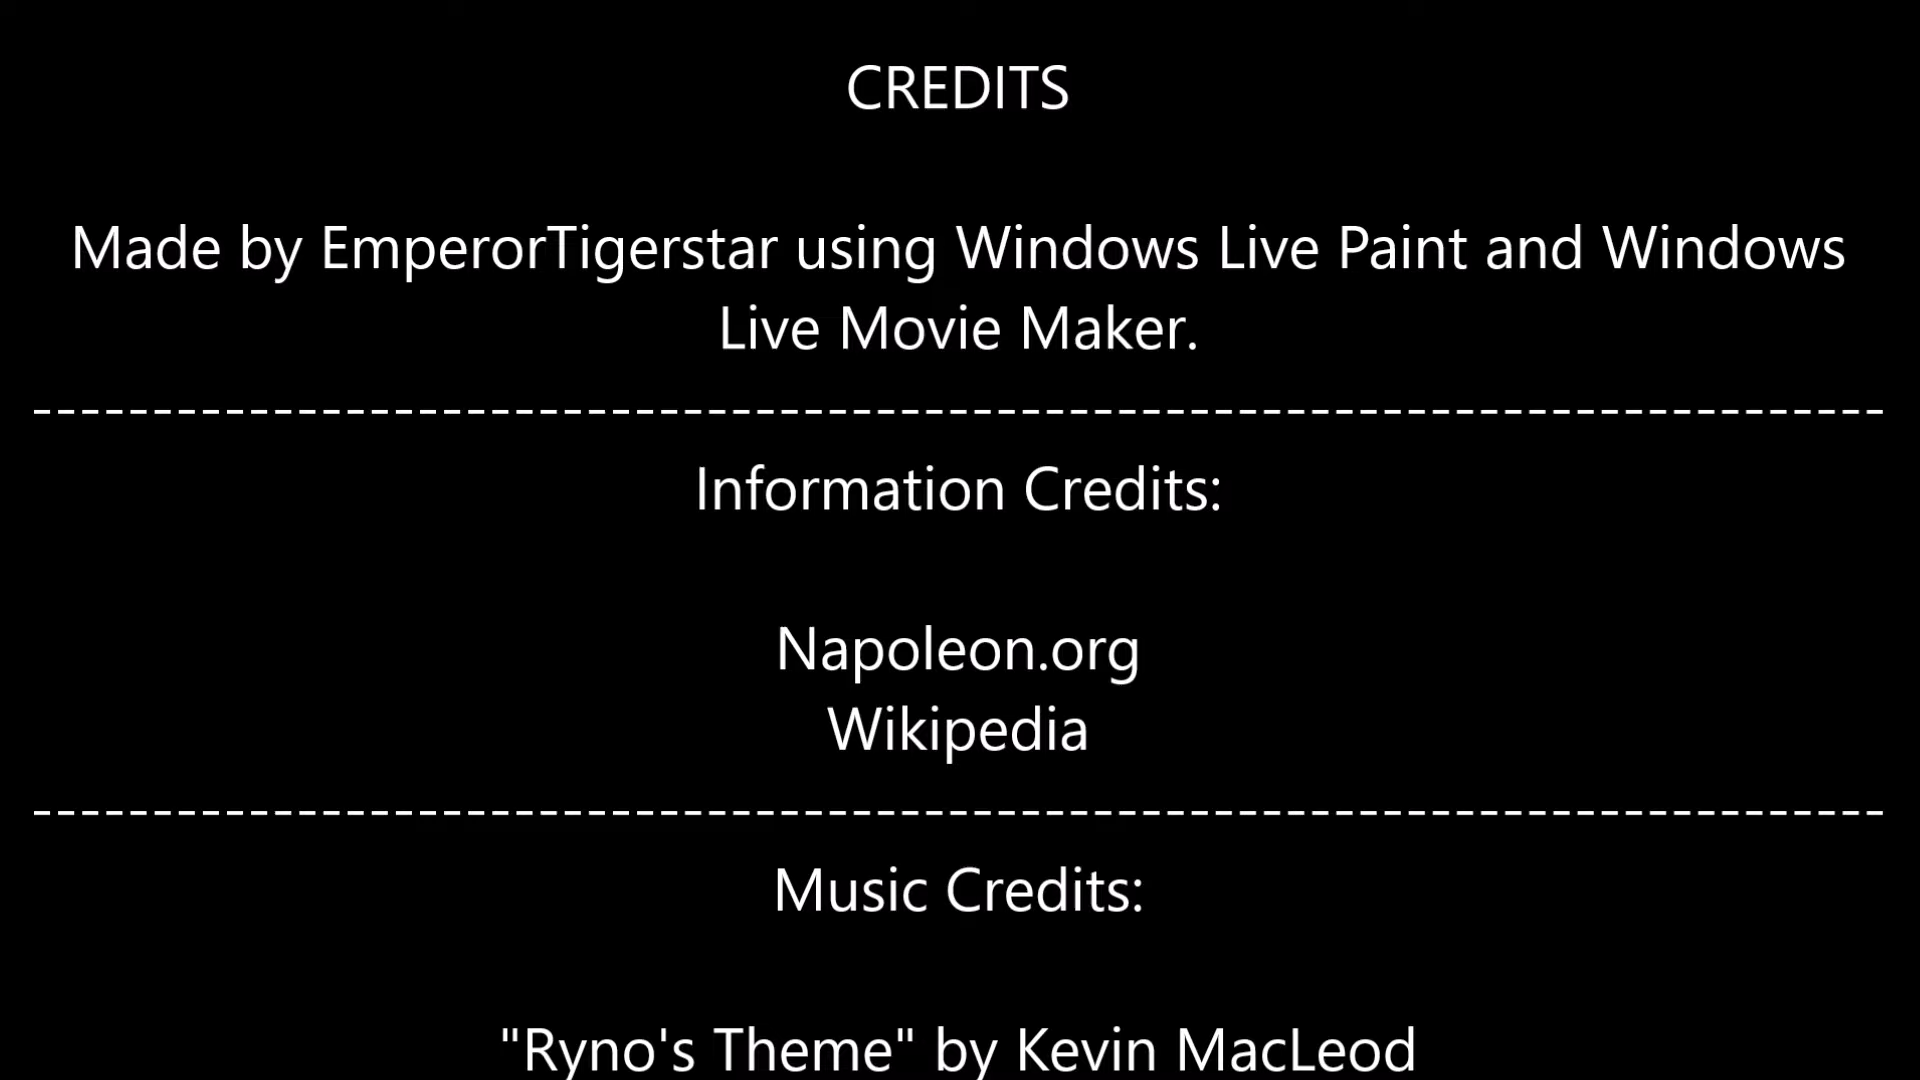 CREDITS
Made by EmperorTigerstar using Windows Live Paint and Windows
Live Movie Maker.
-----------------------------------------------------------------------------
Information Credits:
Napoleon.org
Wikipedia
-----------------------------------------------------------------------------
Music Credits:
"Ryno's Theme" by Kevin MacLeod